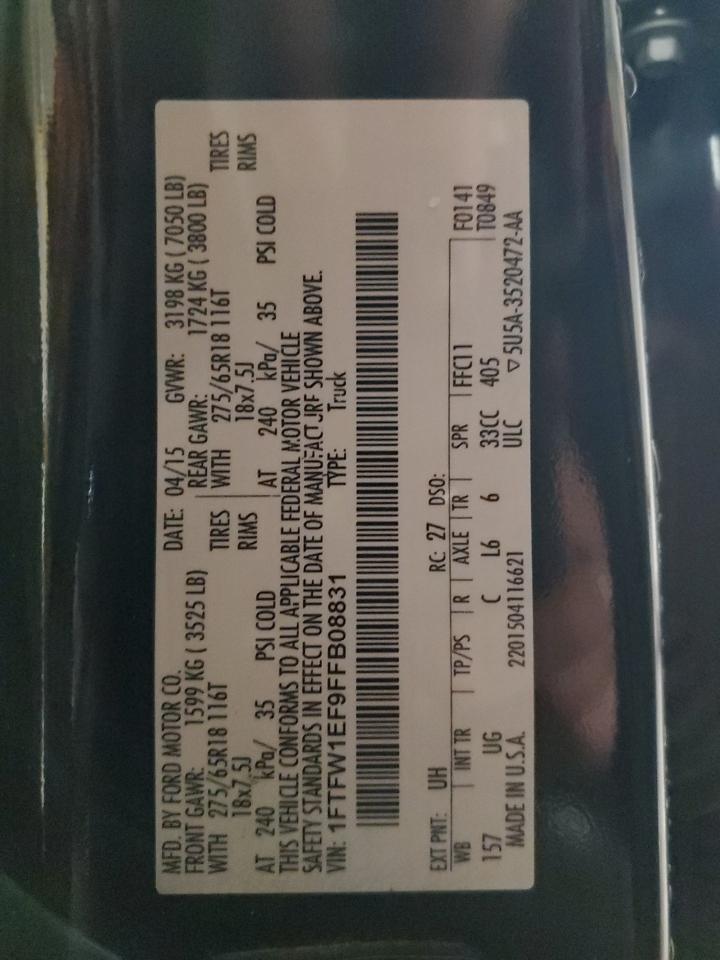 MFD. BY FORD MOTOR CO.
DATE: 04/15 GVWR: 3198 KG ( 7050 LB)
FRONT GAWR: 1599 KG ( 3525 LB) REAR GAWR: 1724 KG ( 3800 LB)
WITH 275/65R18 116T TIRES WITH 275/65R18 116T TIRES
18x7.5J RIMS 18x7.5J RIMS
AT 240 kPa/ 35 PSI COLD AT 240 kPa/ 35 PSI COLD
THIS VEHICLE CONFORMS TO ALL APPLICABLE FEDERAL MOTOR VEHICLE
SAFETY STANDARDS IN EFFECT ON THE DATE OF MANUFACTURE SHOWN ABOVE.
VIN: 1FTFW1EF9FFB08831 TYPE: Truck
EXT PNT: UH RC: 27 DSO:
WB INT TR TP/PS R AXLE TR SPR FFC11 F0141
157 UG C L6 6 33CC 405 T0849
MADE IN U.S.A. 2201504116621 ULC ▽5U5A-3520472-AA